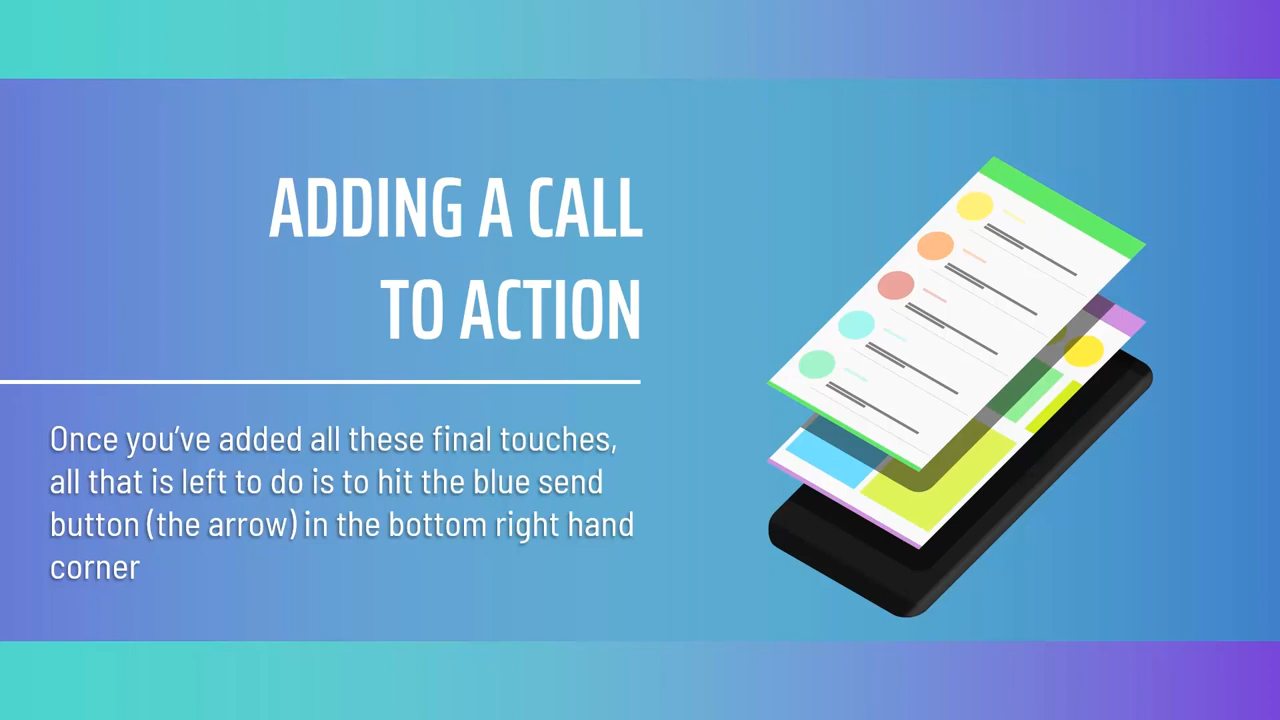 ADDING A CALL
TO ACTION
Once you’ve added all these final touches,
all that is left to do is to hit the blue send
button (the arrow) in the bottom right hand
corner